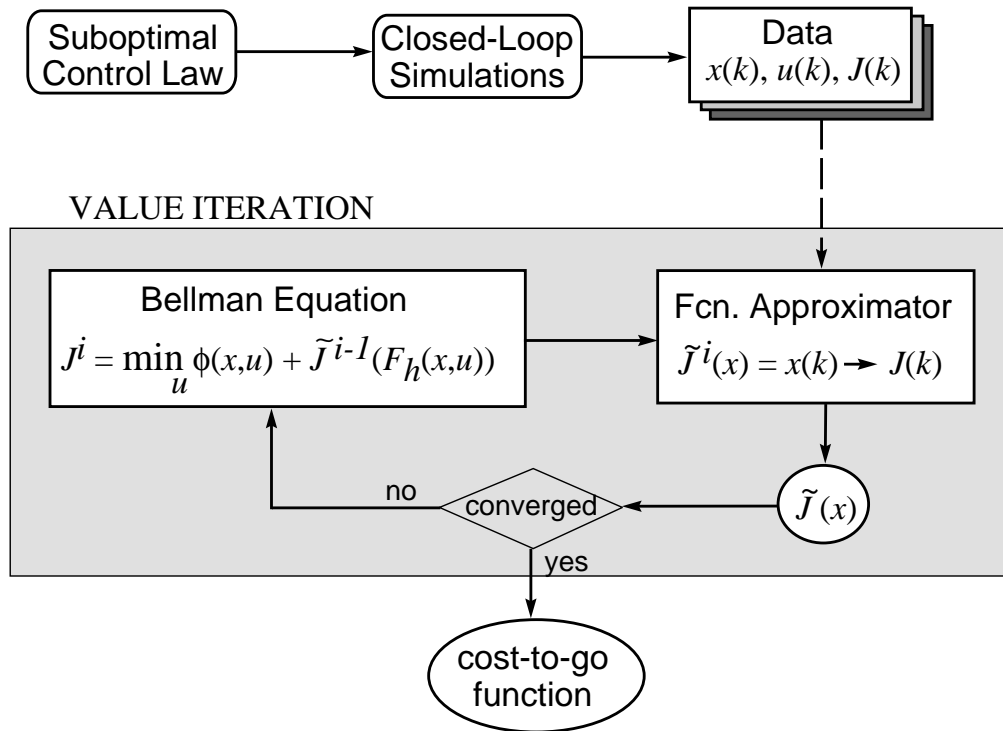 Suboptimal
Control Law
Closed-Loop
Simulations
Data
x(k), u(k), J(k)
VALUE ITERATION
Bellman Equation
J^i = min_u ϕ(x,u) + J̃^{i-1}(F_h(x,u))
Fcn. Approximator
J̃^i(x) = x(k) → J(k)
J̃(x)
converged
no
yes
cost-to-go
function